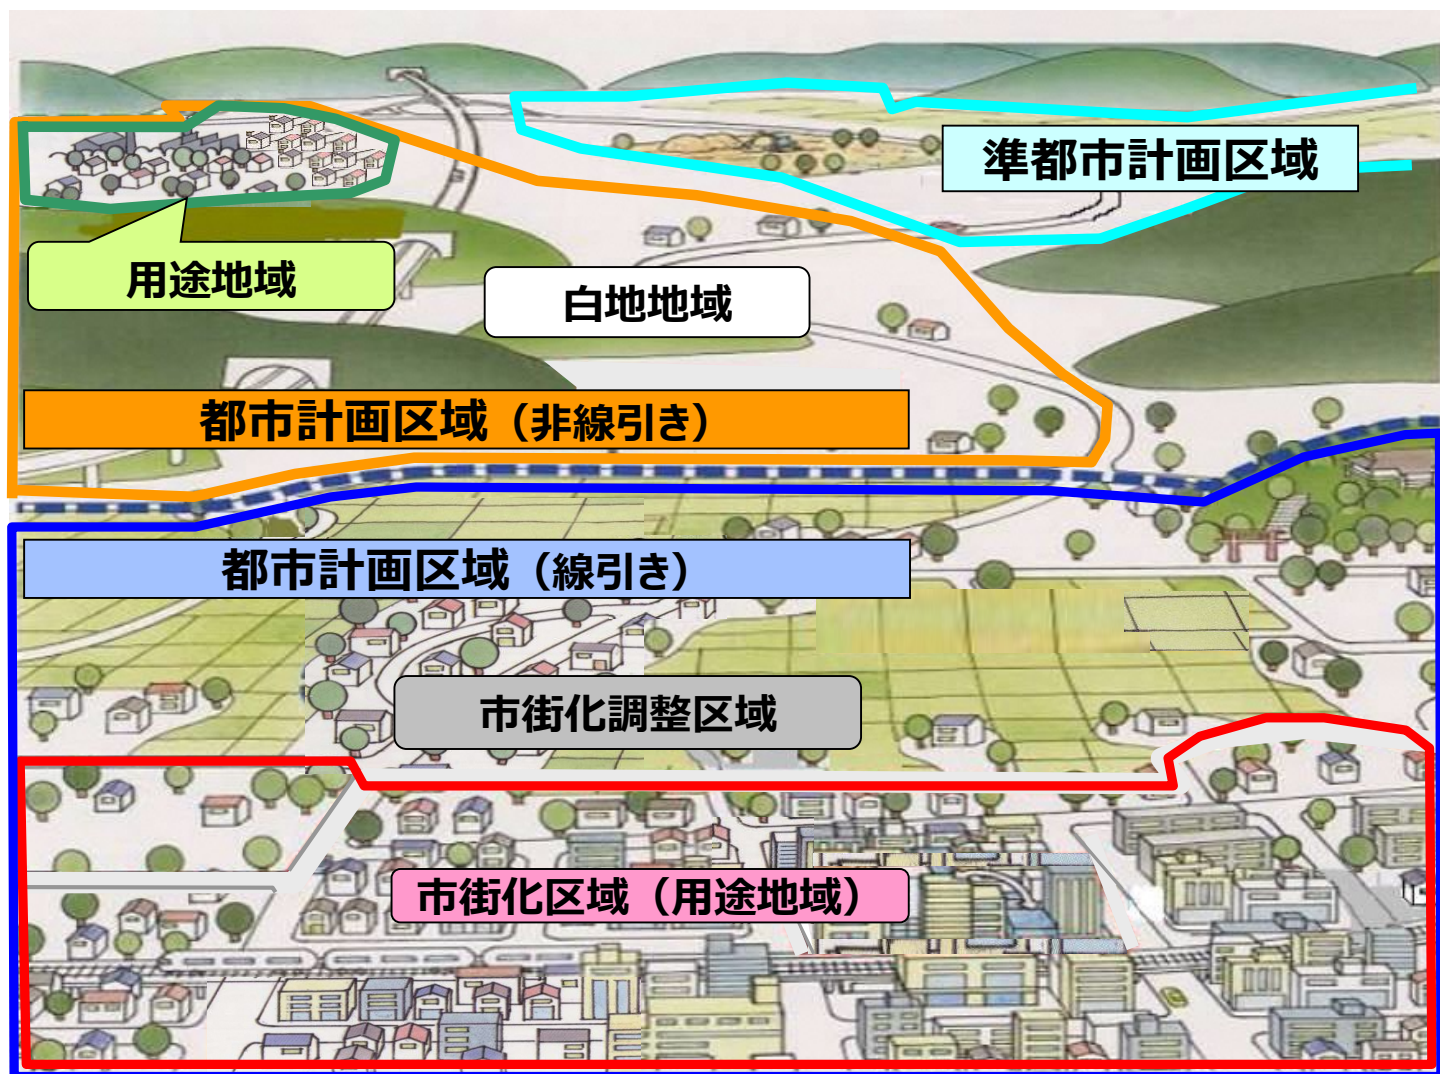 準都市計画区域
用途地域
白地地域
都市計画区域（非線引き）
都市計画区域（線引き）
市街化調整区域
市街化区域（用途地域）